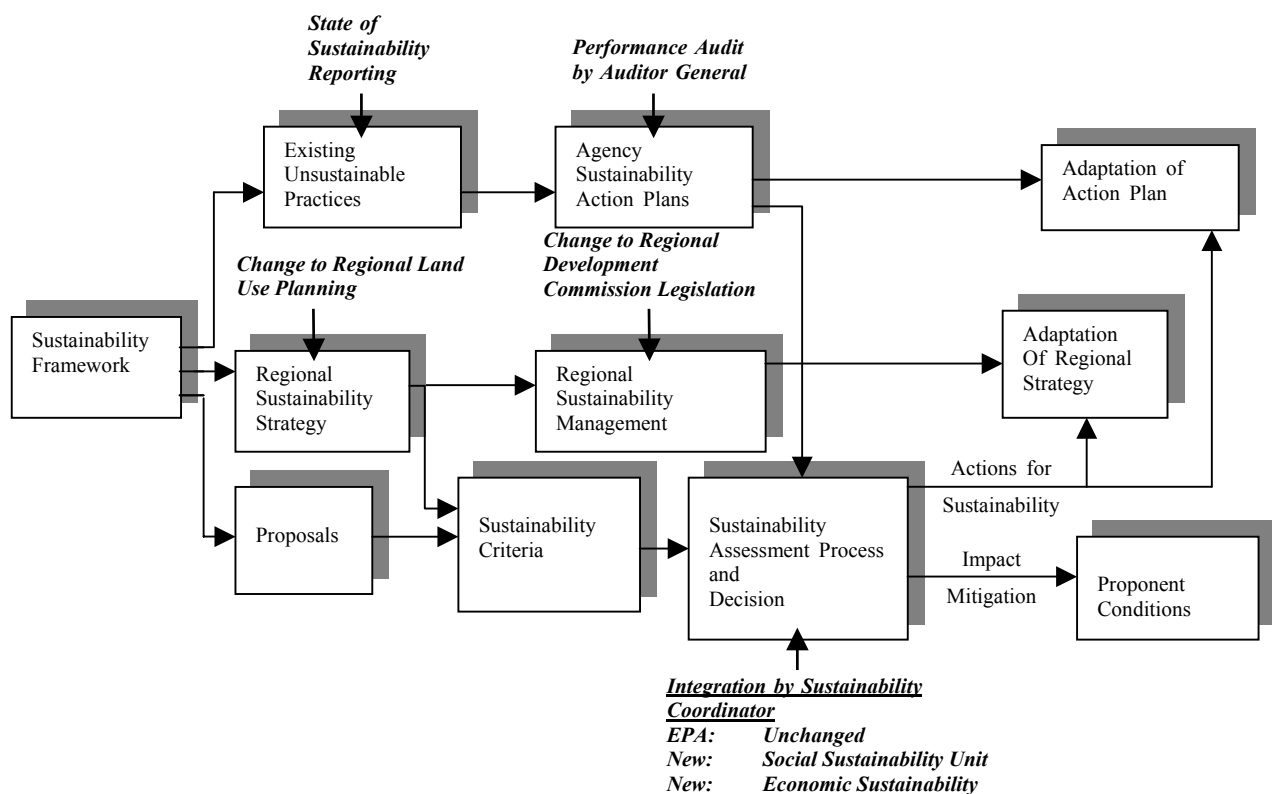 State of
Sustainability
Reporting
Performance Audit
by Auditor General
Existing
Unsustainable
Practices
Agency
Sustainability
Action Plans
Adaptation of
Action Plan
Change to Regional Land
Use Planning
Change to Regional
Development
Commission Legislation
Sustainability
Framework
Regional
Sustainability
Strategy
Regional
Sustainability
Management
Adaptation
Of Regional
Strategy
Proposals
Sustainability
Criteria
Sustainability
Assessment Process
and
Decision
Actions for
Sustainability
Impact
Mitigation
Proponent
Conditions
Integration by Sustainability
Coordinator
EPA: Unchanged
New: Social Sustainability Unit
New: Economic Sustainability